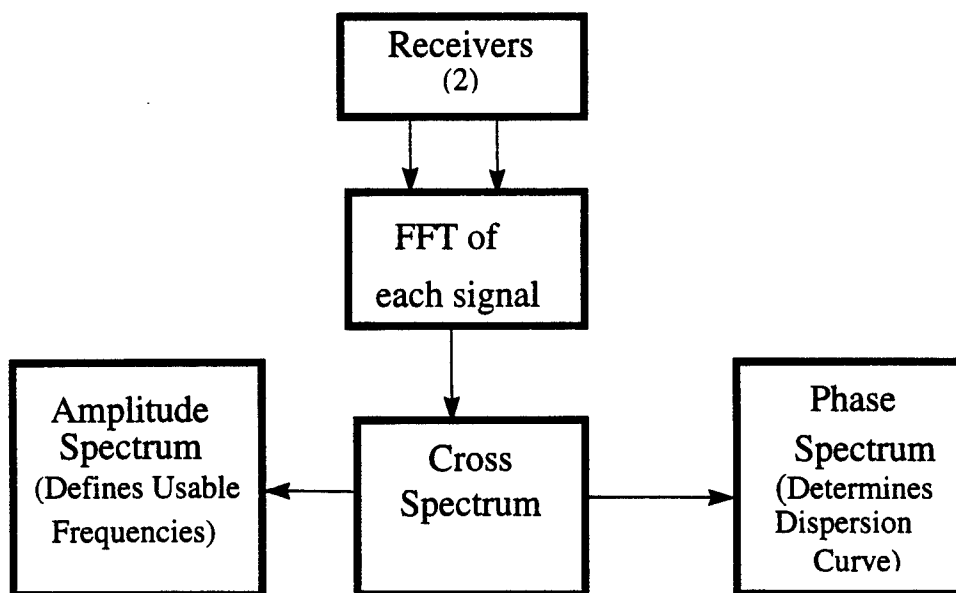 Receivers
(2)
FFT of
each signal
Amplitude
Spectrum
(Defines Usable
Frequencies)
Cross
Spectrum
Phase
Spectrum
(Determines
Dispersion
Curve)